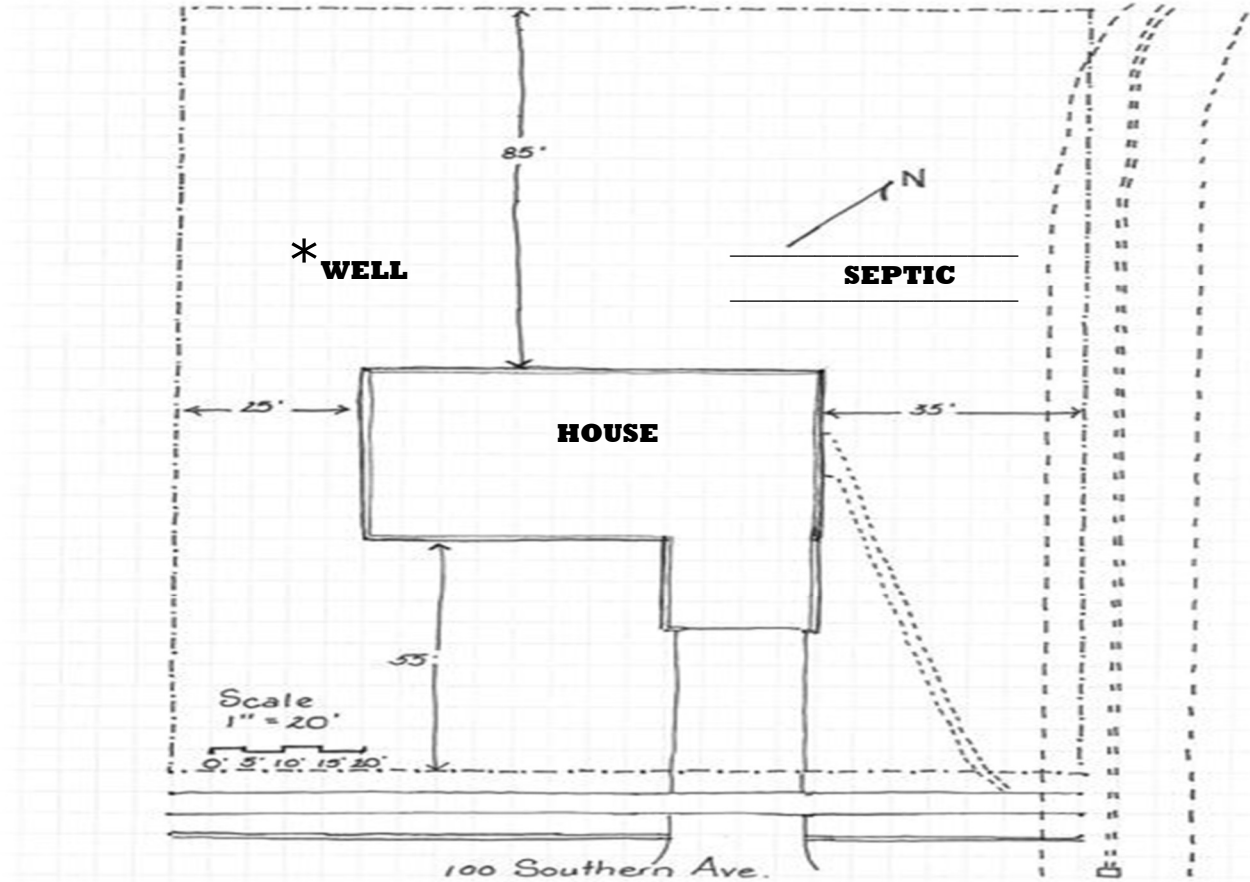 85'
N
* WELL
SEPTIC
25'
35'
HOUSE
55'
Scale
1" = 20'
0' 5' 10' 15' 20'
100 Southern Ave.